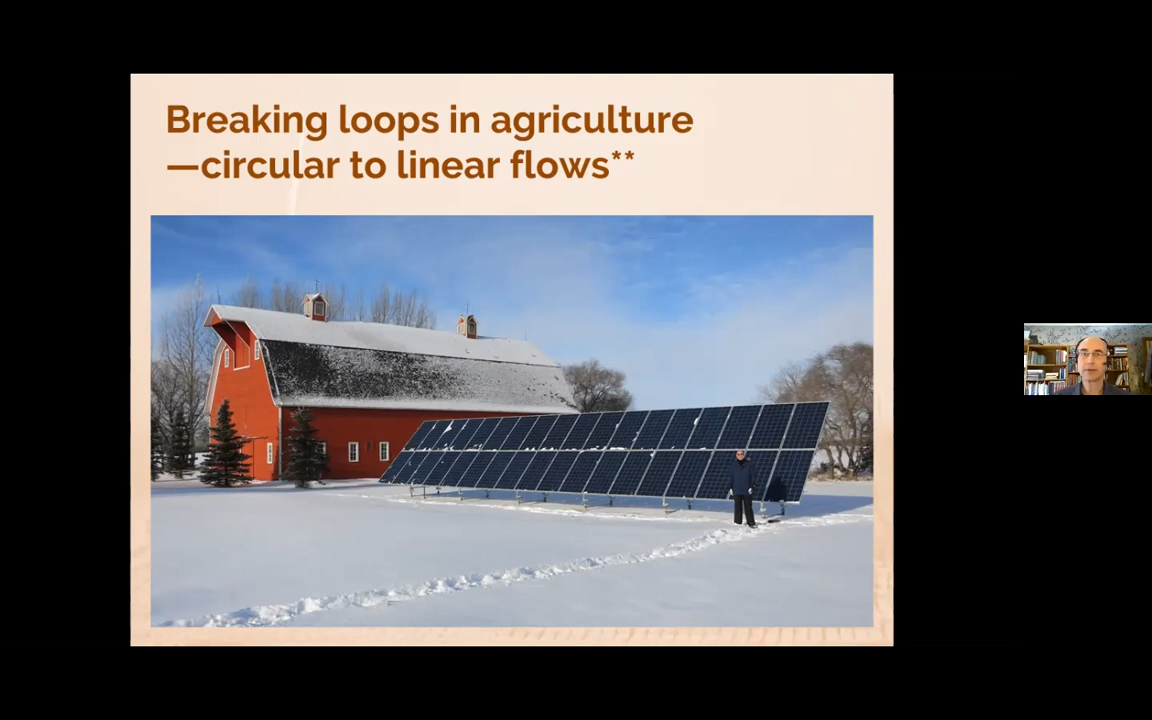 Breaking loops in agriculture
—circular to linear flows**